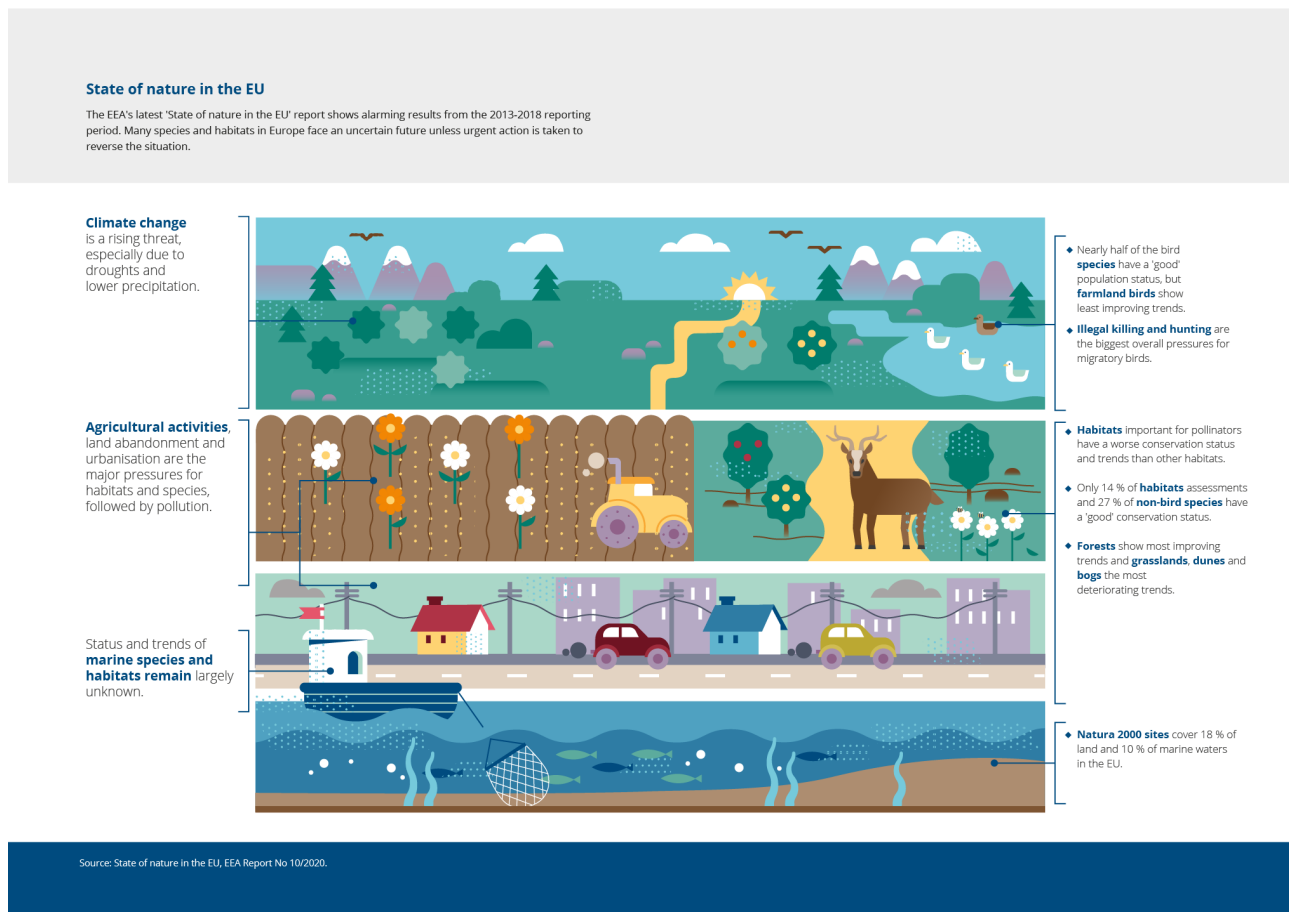 State of nature in the EU
The EEA's latest 'State of nature in the EU' report shows alarming results from the 2013-2018 reporting
period. Many species and habitats in Europe face an uncertain future unless urgent action is taken to
reverse the situation.
Climate change
is a rising threat,
especially due to
droughts and
lower precipitation.
Agricultural activities,
land abandonment and
urbanisation are the
major pressures for
habitats and species,
followed by pollution.
Status and trends of
marine species and
habitats remain largely
unknown.
◆ Nearly half of the bird
species have a 'good'
population status, but
farmland birds show
least improving trends.
◆ Illegal killing and hunting are
the biggest overall pressures for
migratory birds.
◆ Habitats important for pollinators
have a worse conservation status
and trends than other habitats.
◆ Only 14 % of habitats assessments
and 27 % of non-bird species have
a 'good' conservation status.
◆ Forests show most improving
trends and grasslands, dunes and
bogs the most
deteriorating trends.
◆ Natura 2000 sites cover 18 % of
land and 10 % of marine waters
in the EU.
Source: State of nature in the EU, EEA Report No 10/2020.